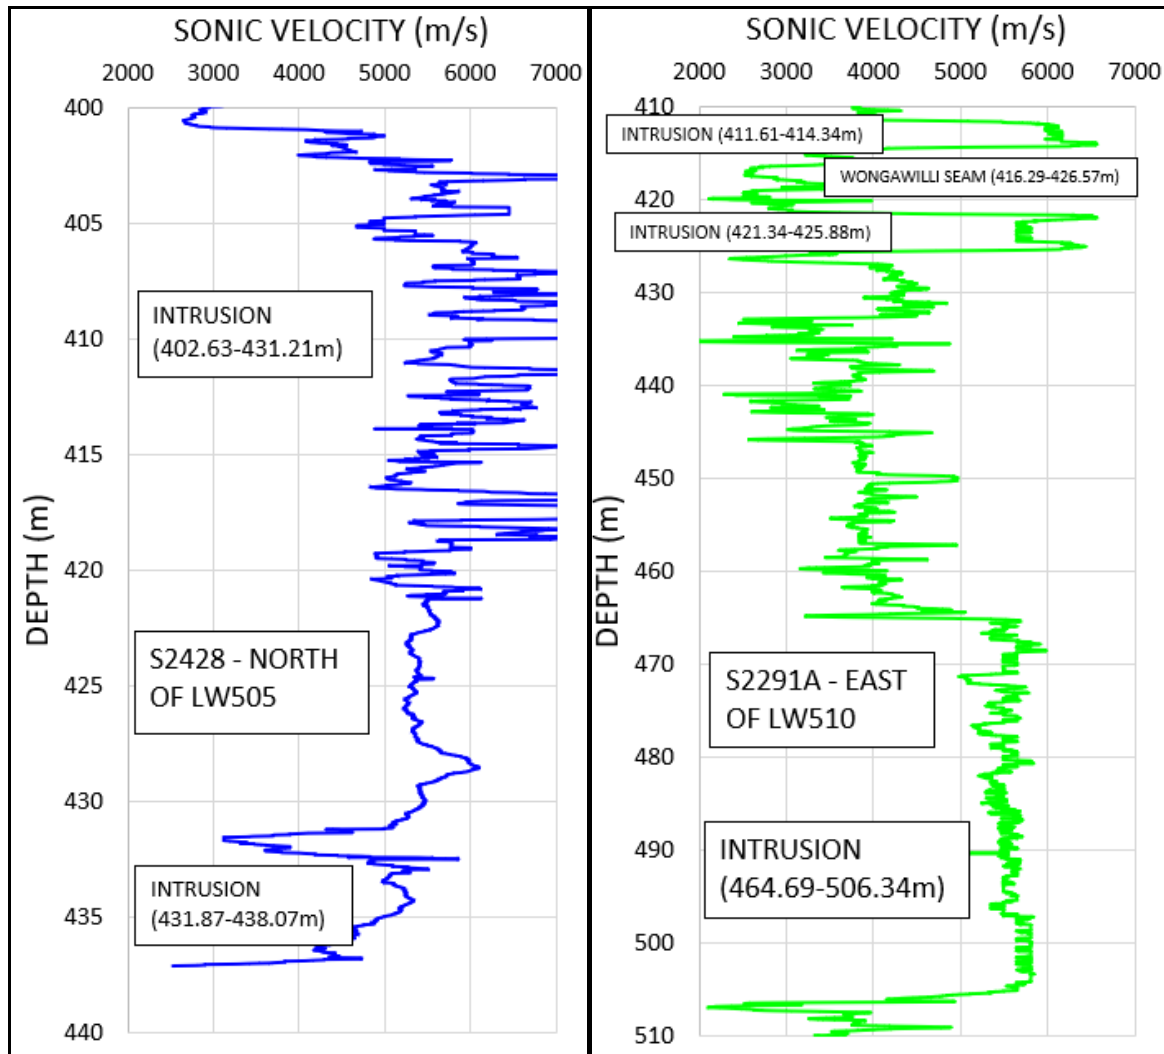 SONIC VELOCITY (m/s)
2000 3000 4000 5000 6000 7000
400
405
410
415
420
425
430
435
440
DEPTH (m)
INTRUSION
(402.63-431.21m)
S2428 - NORTH
OF LW505
INTRUSION
(431.87-438.07m)
SONIC VELOCITY (m/s)
2000 3000 4000 5000 6000 7000
410
420
430
440
450
460
470
480
490
500
510
DEPTH (m)
INTRUSION (411.61-414.34m)
WONGAWILLI SEAM (416.29-426.57m)
INTRUSION (421.34-425.88m)
S2291A - EAST
OF LW510
INTRUSION
(464.69-506.34m)